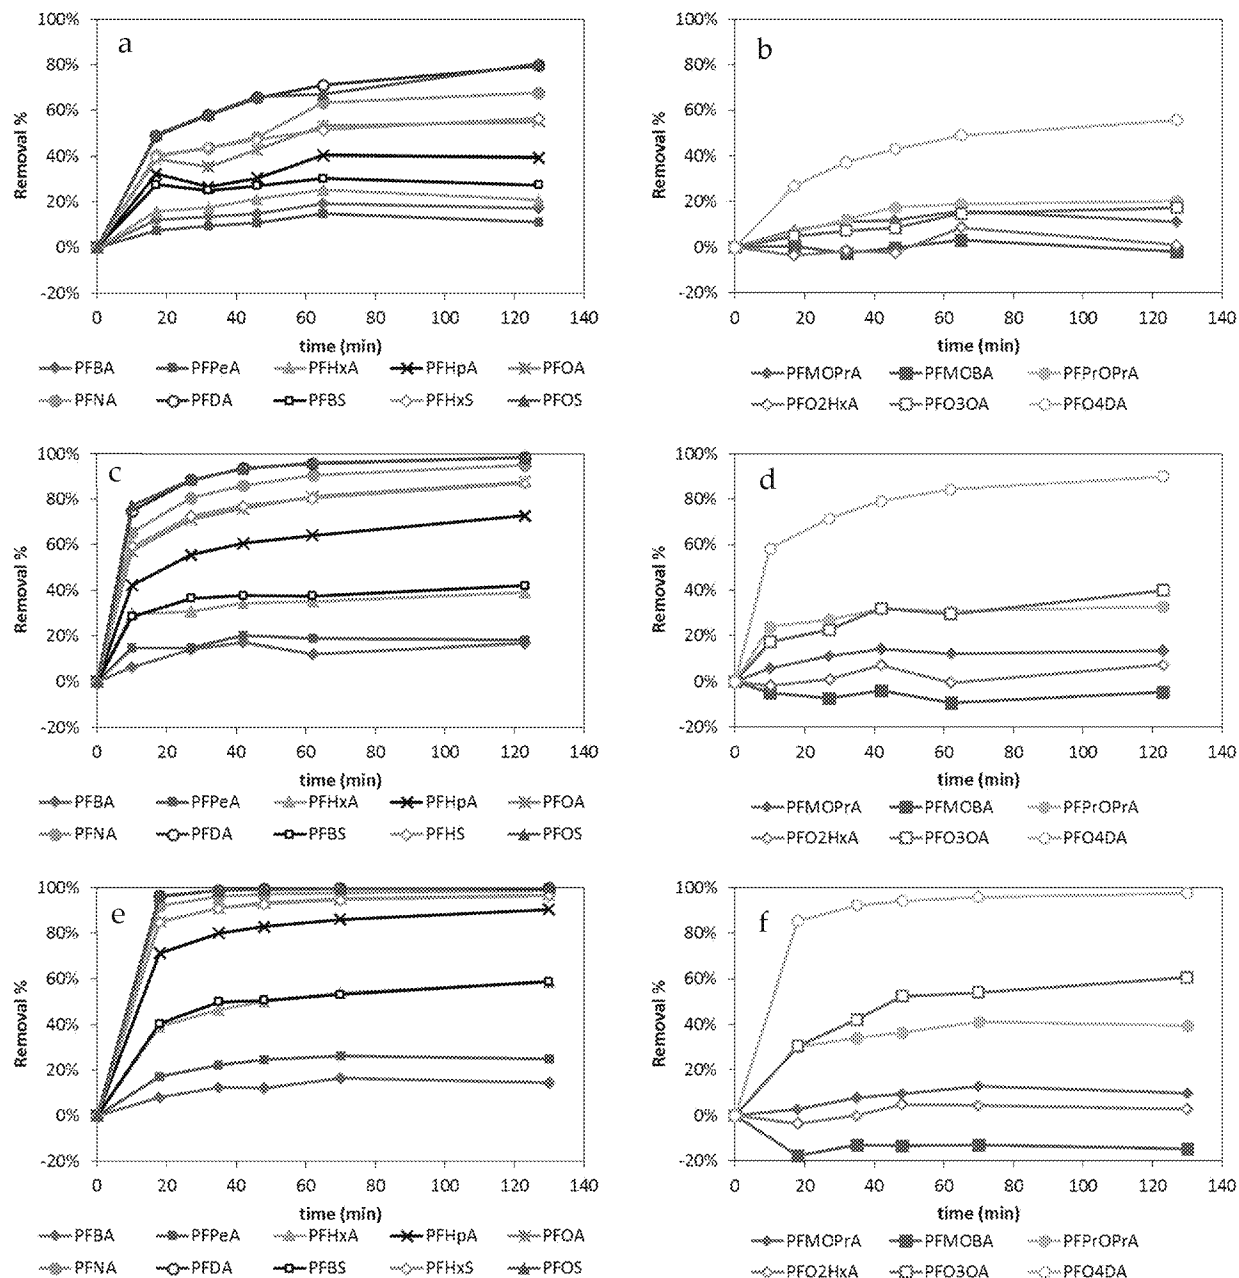 a
100%
80%
60%
40%
20%
0%
-20%
Removal %
0 20 40 60 80 100 120 140
time (min)
PFBA PFPeA PFHxA PFHpA PFOA
PFNA PFDA PFBS PFHxS PFOS
b
100%
80%
60%
40%
20%
0%
-20%
Removal %
0 20 40 60 80 100 120 140
time (min)
PFMOPrA PFMOBA PFPrOPrA
PFO2HxA PFO3OA PFO4DA
c
100%
80%
60%
40%
20%
0%
-20%
Removal %
0 20 40 60 80 100 120 140
time (min)
PFBA PFPeA PFHxA PFHpA PFOA
PFNA PFDA PFBS PFHS PFOS
d
100%
80%
60%
40%
20%
0%
-20%
Removal %
0 20 40 60 80 100 120 140
time (min)
PFMOPrA PFMOBA PFPrOPrA
PFO2HxA PFO3OA PFO4DA
e
100%
80%
60%
40%
20%
0%
-20%
Removal %
0 20 40 60 80 100 120 140
time (min)
PFBA PFPeA PFHxA PFHpA PFOA
PFNA PFDA PFBS PFHxS PFOS
f
100%
80%
60%
40%
20%
0%
-20%
Removal %
0 20 40 60 80 100 120 140
time (min)
PFMOPrA PFMOBA PFPrOPrA
PFO2HxA PFO3OA PFO4DA